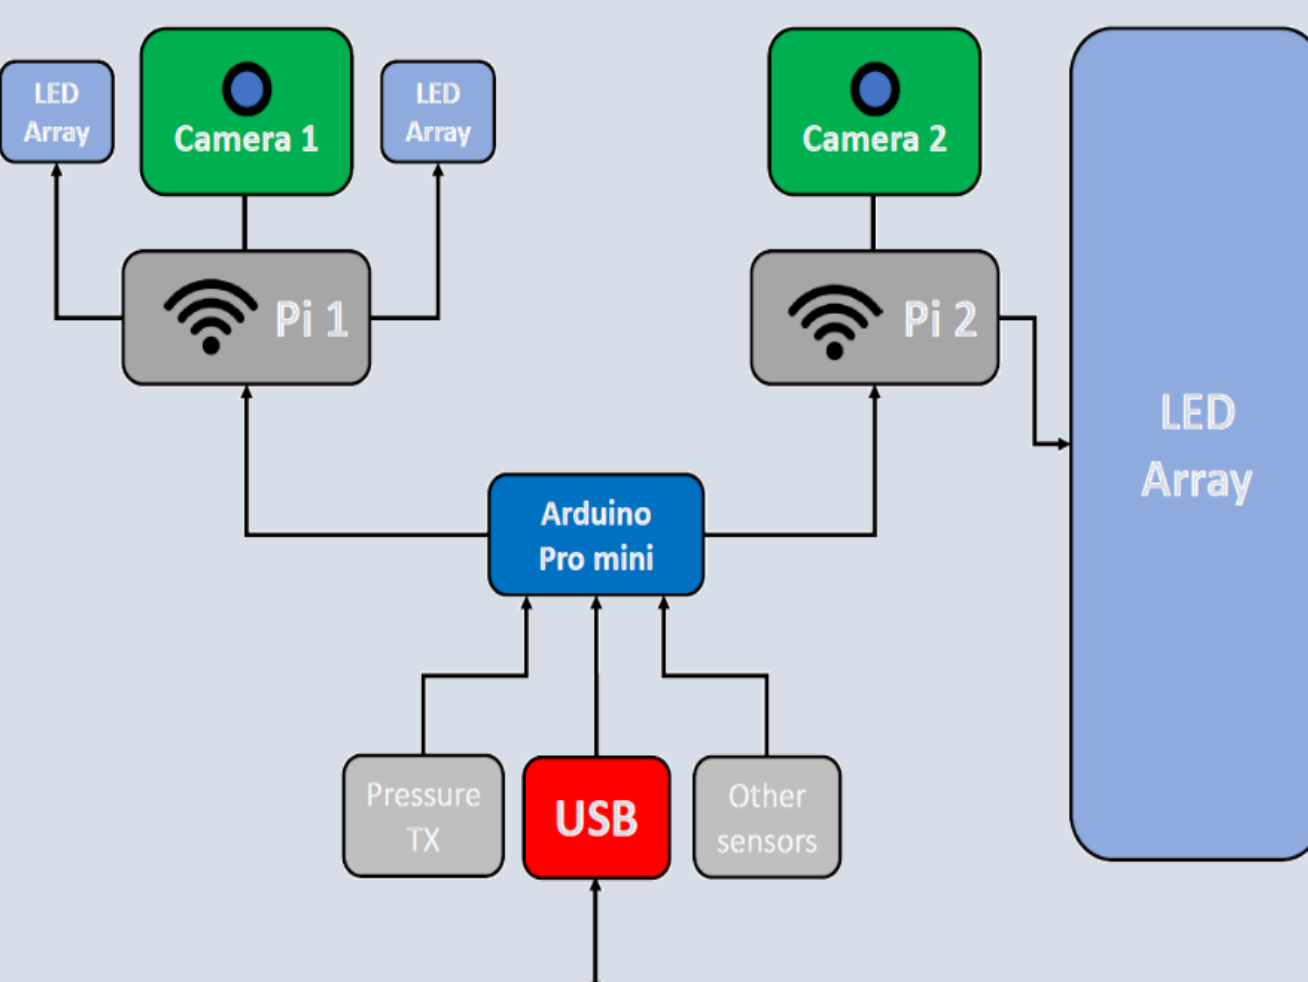 LED
Array
Camera 1
LED
Array
Camera 2
Pi 1
Pi 2
LED
Array
Arduino
Pro mini
Pressure
TX
USB
Other
sensors